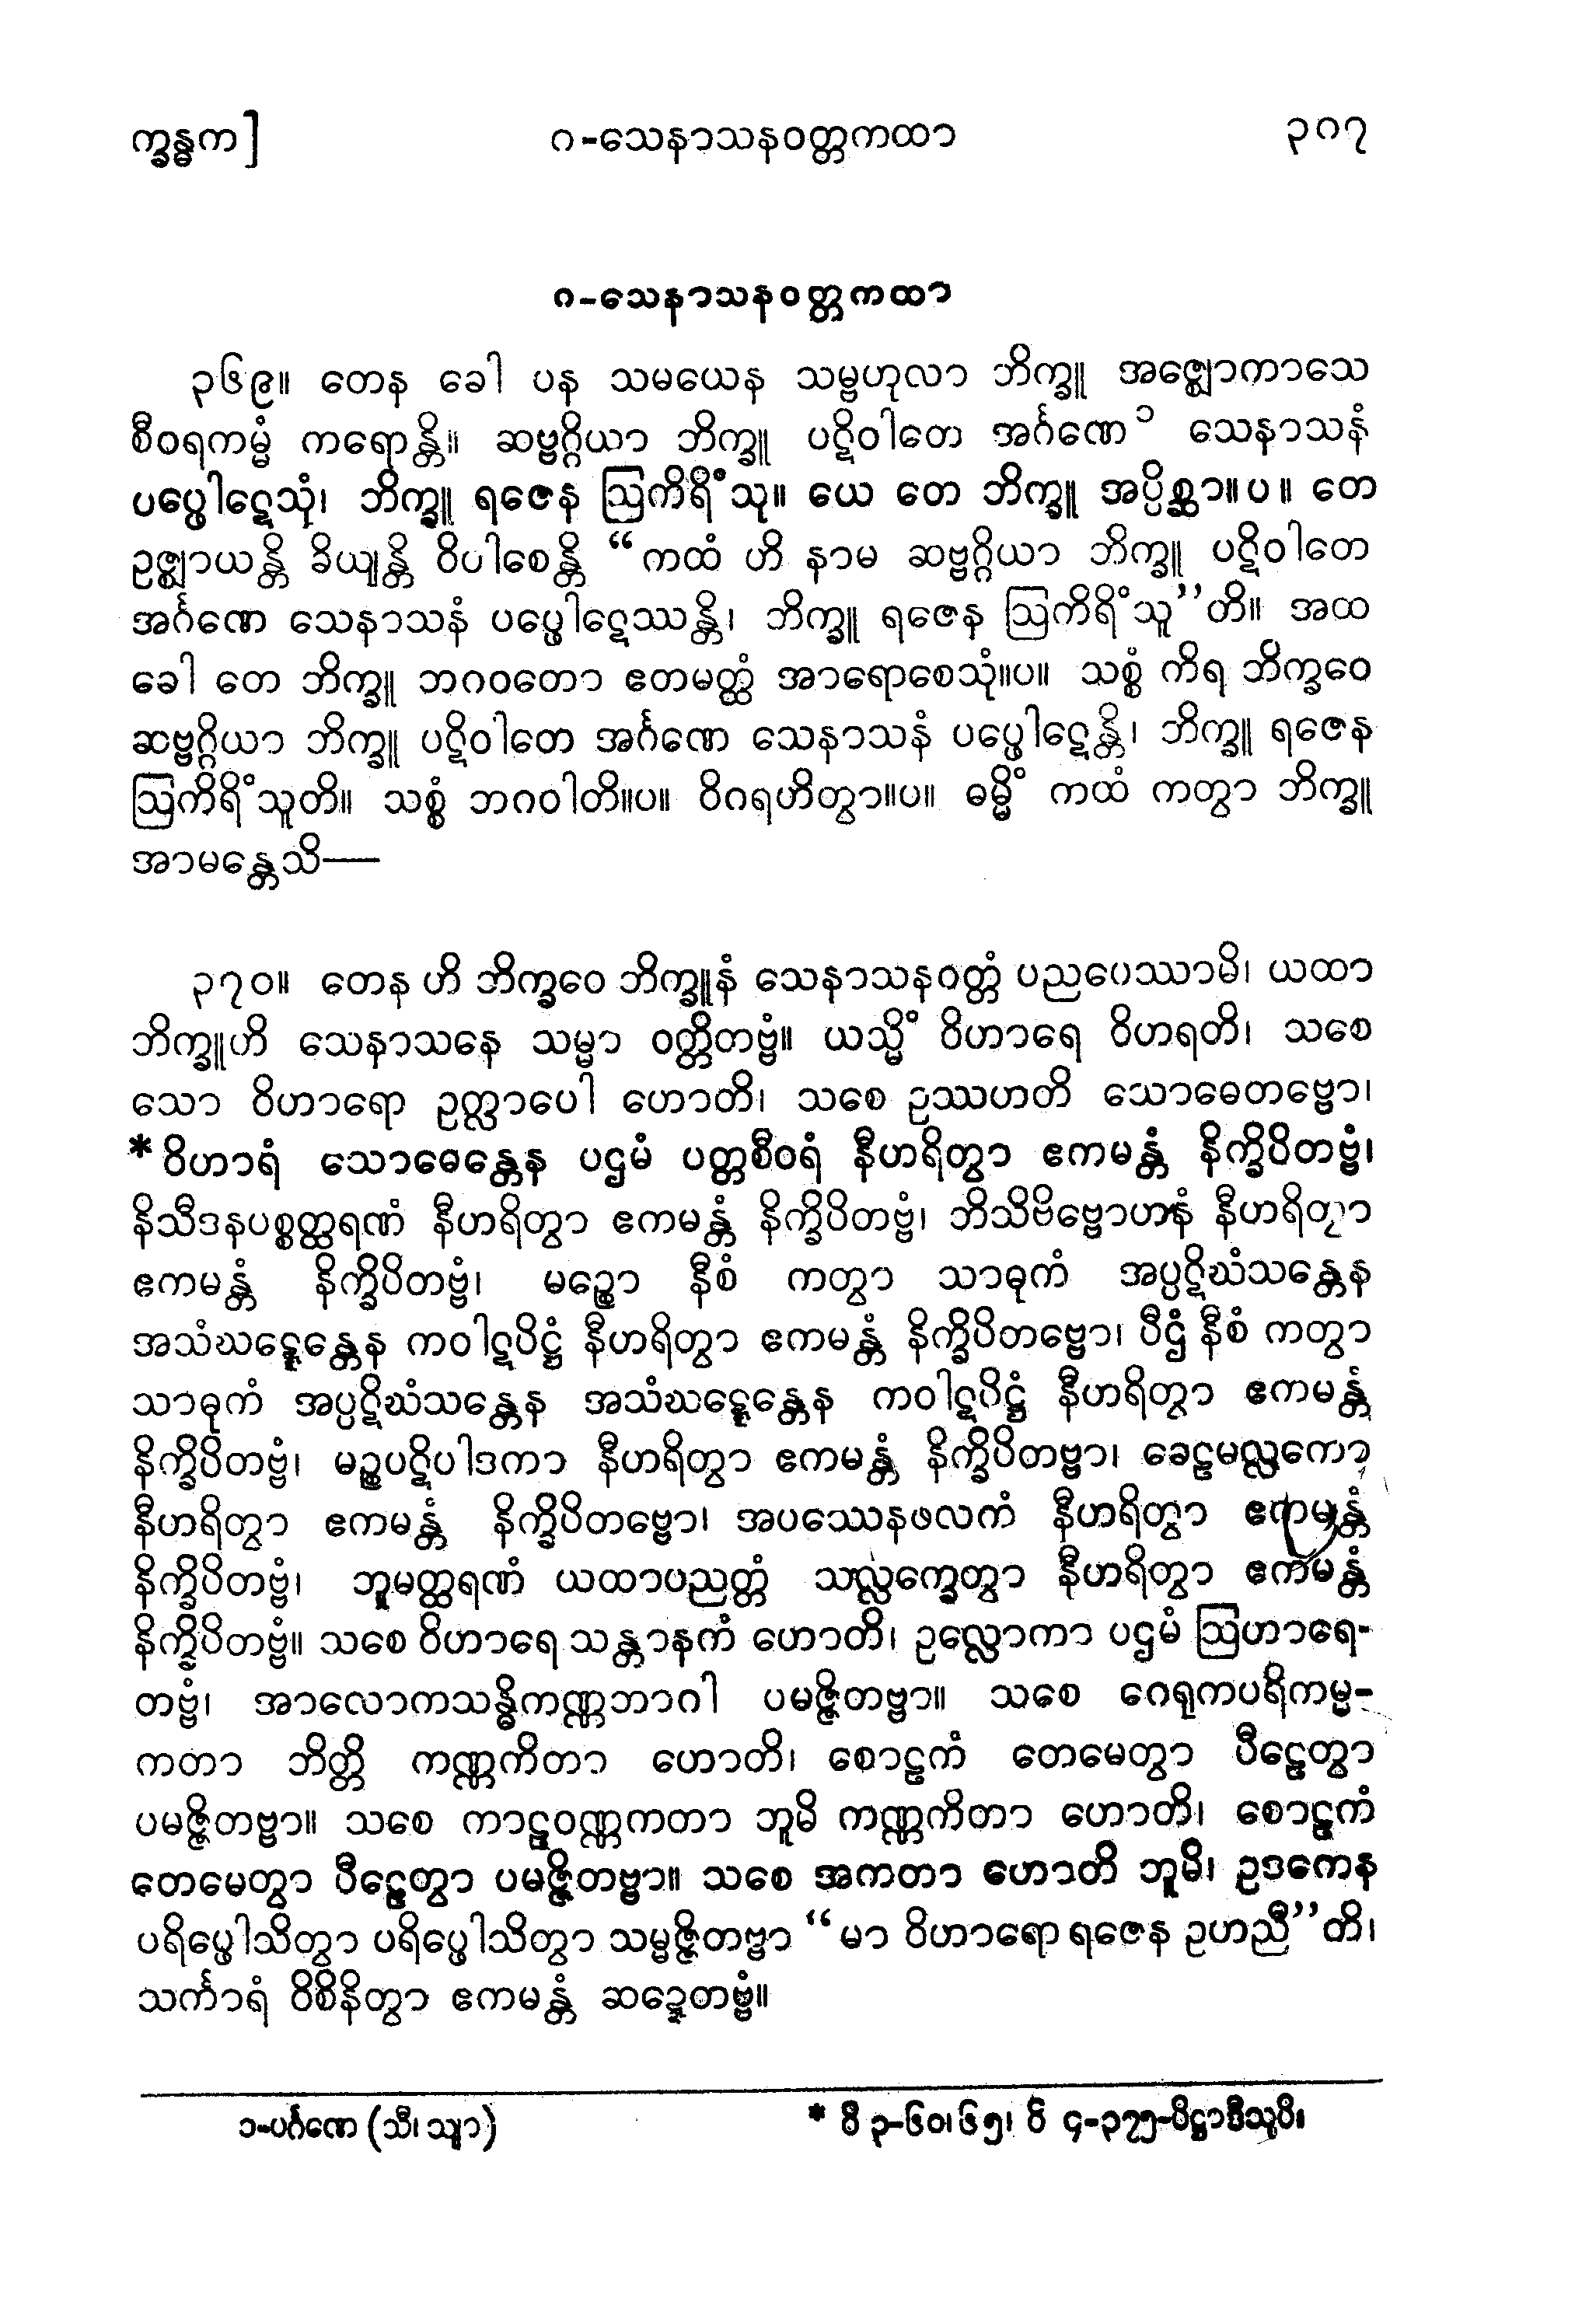 က္ခန္ဓက]
ဂ-သေနာသနဝတ္တကထာ
၃၀၇
ဂ-သေနာသနဝတ္တကထာ
၃၆၉။ တေန ခေါ ပန သမယေန သမ္ဗဟုလာ ဘိက္ခူ အဇ္ဈောကာသေ
စီဝရကမ္မံ ကရောန္တိ။ ဆဗ္ဗဂ္ဂိယာ ဘိက္ခူ ပဋိဝါတေ အင်္ဂဏေ ၁ သေနာသနံ
ပပ္ဖေါဋေသုံ၊ ဘိက္ခူ ရဇေန ဩကိရိံသု။ ယေ တေ ဘိက္ခူ အပ္ပိစ္ဆာ။ပ။ တေ
ဥဇ္ဈာယန္တိ ခိယျန္တိ ဝိပါစေန္တိ “ကထံ ဟိ နာမ ဆဗ္ဗဂ္ဂိယာ ဘိက္ခူ ပဋိဝါတေ
အင်္ဂဏေ သေနာသနံ ပပ္ဖေါဋေဿန္တိ၊ ဘိက္ခူ ရဇေန ဩကိရိံသူ”တိ။ အထ
ခေါ တေ ဘိက္ခူ ဘဂဝတော ဧတမတ္ထံ အာရောစေသုံ။ပ။ သစ္စံ ကိရ ဘိက္ခဝေ
ဆဗ္ဗဂ္ဂိယာ ဘိက္ခူ ပဋိဝါတေ အင်္ဂဏေ သေနာသနံ ပပ္ဖေါဋေန္တိ၊ ဘိက္ခူ ရဇေန
ဩကိရိံသူတိ။ သစ္စံ ဘဂဝါတိ။ပ။ ဝိဂရဟိတွာ။ပ။ ဓမ္မိံ ကထံ ကတွာ ဘိက္ခူ
အာမန္တေသိ—
၃၇၀။ တေန ဟိ ဘိက္ခဝေ ဘိက္ခူနံ သေနာသနဝတ္တံ ပညပေဿာမိ၊ ယထာ
ဘိက္ခူဟိ သေနာသနေ သမ္မာ ဝတ္တိတဗ္ဗံ။ ယသ္မိံ ဝိဟာရေ ဝိဟရတိ၊ သစေ
သော ဝိဟာရော ဥက္လာပေါ ဟောတိ၊ သစေ ဥဿဟတိ သောဓေတဗ္ဗော၊
*ဝိဟာရံ သောဓေန္တေန ပဌမံ ပတ္တစီဝရံ နီဟရိတွာ ဧကမန္တံ နိက္ခိပိတဗ္ဗံ၊
နိသီဒနပစ္စတ္ထရဏံ နီဟရိတွာ ဧကမန္တံ နိက္ခိပိတဗ္ဗံ၊ ဘိသိဗိဗ္ဗောဟနံ နီဟရိတွာ
ဧကမန္တံ နိက္ခိပိတဗ္ဗံ၊ မဉ္စော နီစံ ကတွာ သာဓုကံ အပ္ပဋိဃံသန္တေန
အသံဃဋ္ဋေန္တေန ကဝါဋပိဋ္ဌံ နီဟရိတွာ ဧကမန္တံ နိက္ခိပိတဗ္ဗော၊ ပီဌံ နီစံ ကတွာ
သာဓုကံ အပ္ပဋိဃံသန္တေန အသံဃဋ္ဋေန္တေန ကဝါဋပိဋ္ဌံ နီဟရိတွာ ဧကမန္တံ
နိက္ခိပိတဗ္ဗံ၊ မဉ္စပဋိပါဒကာ နီဟရိတွာ ဧကမန္တံ နိက္ခိပိတဗ္ဗာ၊ ခေဠမလ္လကော
နီဟရိတွာ ဧကမန္တံ နိက္ခိပိတဗ္ဗော၊ အပဿေနဖလကံ နီဟရိတွာ ဧကမန္တံ
နိက္ခိပိတဗ္ဗံ၊ ဘူမတ္ထရဏံ ယထာပညတ္တံ သလ္လက္ခေတွာ နီဟရိတွာ ဧကမန္တံ
နိက္ခိပိတဗ္ဗံ။ သစေ ဝိဟာရေ သန္တာနကံ ဟောတိ၊ ဥလ္လောကာ ပဌမံ ဩဟာရေ-
တဗ္ဗံ၊ အာလောကသန္ဓိကဏ္ဏဘာဂါ ပမဇ္ဇိတဗ္ဗာ။ သစေ ဂေရုကပရိကမ္မ-
ကတာ ဘိတ္တိ ကဏ္ဏကိတာ ဟောတိ၊ စောဠကံ တေမေတွာ ပီဠေတွာ
ပမဇ္ဇိတဗ္ဗာ။ သစေ ကာဠဝဏ္ဏကတာ ဘူမိ ကဏ္ဏကိတာ ဟောတိ၊ စောဠကံ
တေမေတွာ ပီဠေတွာ ပမဇ္ဇိတဗ္ဗာ။ သစေ အကတာ ဟောတိ ဘူမိ၊ ဥဒကေန
ပရိပ္ဖေါသိတွာ ပရိပ္ဖေါသိတွာ သမ္မဇ္ဇိတဗ္ဗာ “မာ ဝိဟာရော ရဇေန ဥဟညီ”တိ၊
သင်္ကာရံ ဝိစိနိတွာ ဧကမန္တံ ဆဍ္ဍေတဗ္ဗံ။
၁-ပင်္ဂဏေ (သီ၊ သျာ)
* ဝိ ၃-၆၀၊ ၆၅၊ ဝိ ၄-၃၇၅-ပိဋ္ဌာဒီသုပိ။